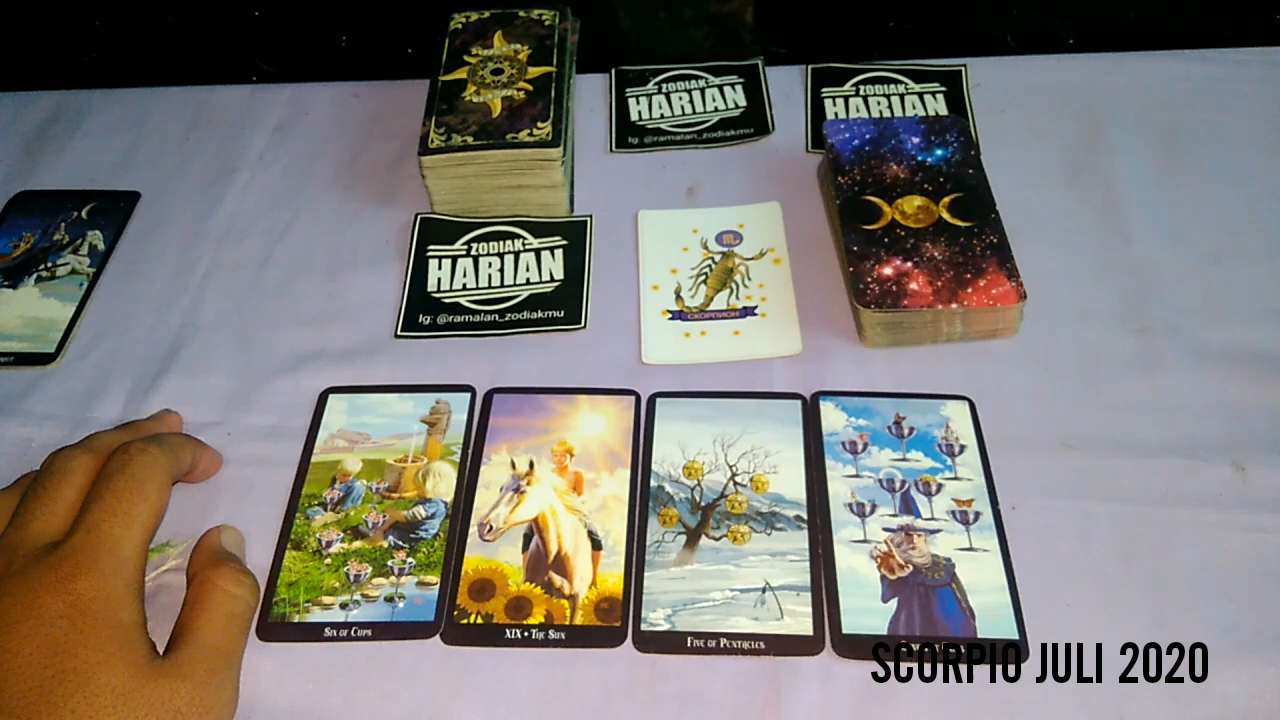 ZODIAK
HARIAN
Ig: @ramalan_zodiakmu
ZODIAK
HARIAN
ZODIAK
HARIAN
Ig: @ramalan_zodiakmu
СКОРПИОН
SIX OF CUPS
XIX • THE SUN
FIVE OF PENTACLES
SCORPIO JULI 2020